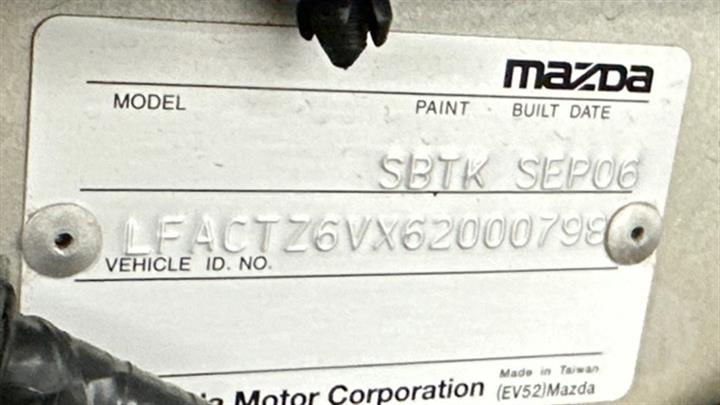 mazda
MODEL PAINT BUILT DATE
SBTK SEP06
LFACTZ6VX62000798
VEHICLE ID. NO.
Motor Corporation
Made in Taiwan
(EV52)Mazda